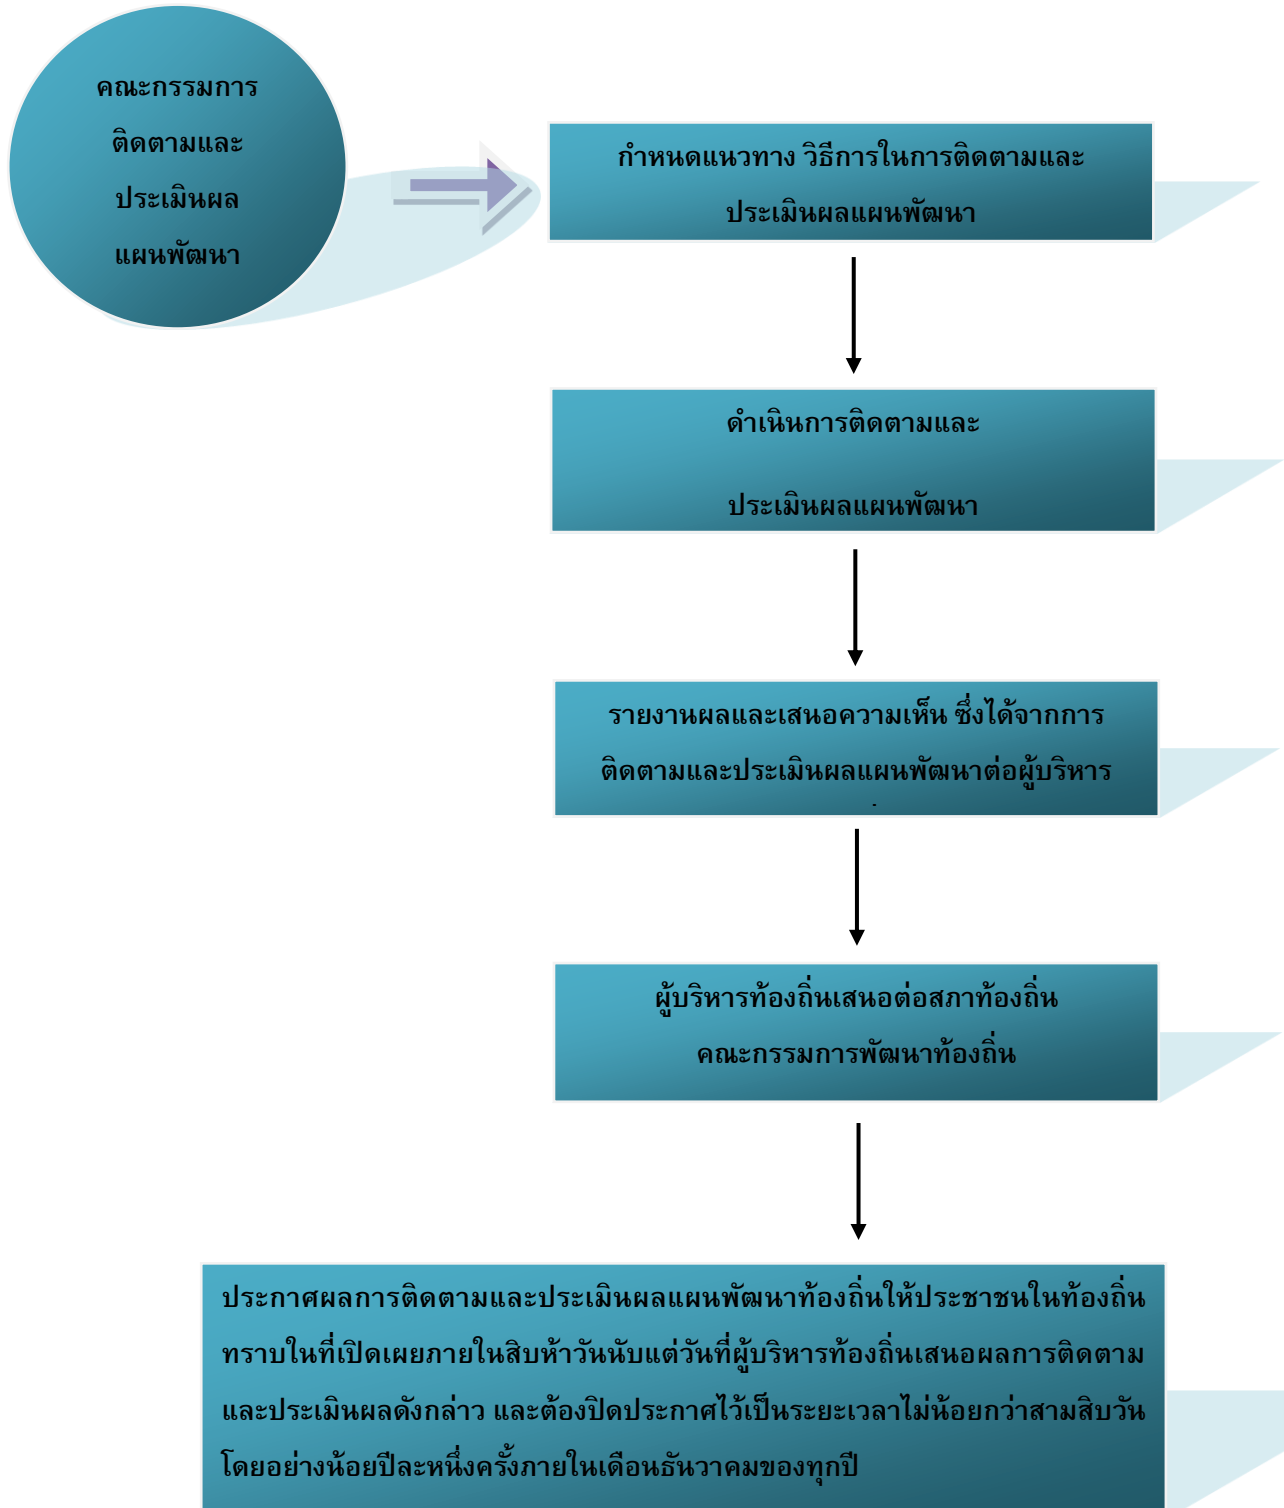 คณะกรรมการ
ติดตามและ
ประเมินผล
แผนพัฒนา
กำหนดแนวทาง วิธีการในการติดตามและ
ประเมินผลแผนพัฒนา
ดำเนินการติดตามและ
ประเมินผลแผนพัฒนา
รายงานผลและเสนอความเห็น ซึ่งได้จากการ
ติดตามและประเมินผลแผนพัฒนาต่อผู้บริหาร
ผู้บริหารท้องถิ่นเสนอต่อสภาท้องถิ่น
คณะกรรมการพัฒนาท้องถิ่น
ประกาศผลการติดตามและประเมินผลแผนพัฒนาท้องถิ่นให้ประชาชนในท้องถิ่น
ทราบในที่เปิดเผยภายในสิบห้าวันนับแต่วันที่ผู้บริหารท้องถิ่นเสนอผลการติดตาม
และประเมินผลดังกล่าว และต้องปิดประกาศไว้เป็นระยะเวลาไม่น้อยกว่าสามสิบวัน
โดยอย่างน้อยปีละหนึ่งครั้งภายในเดือนธันวาคมของทุกปี